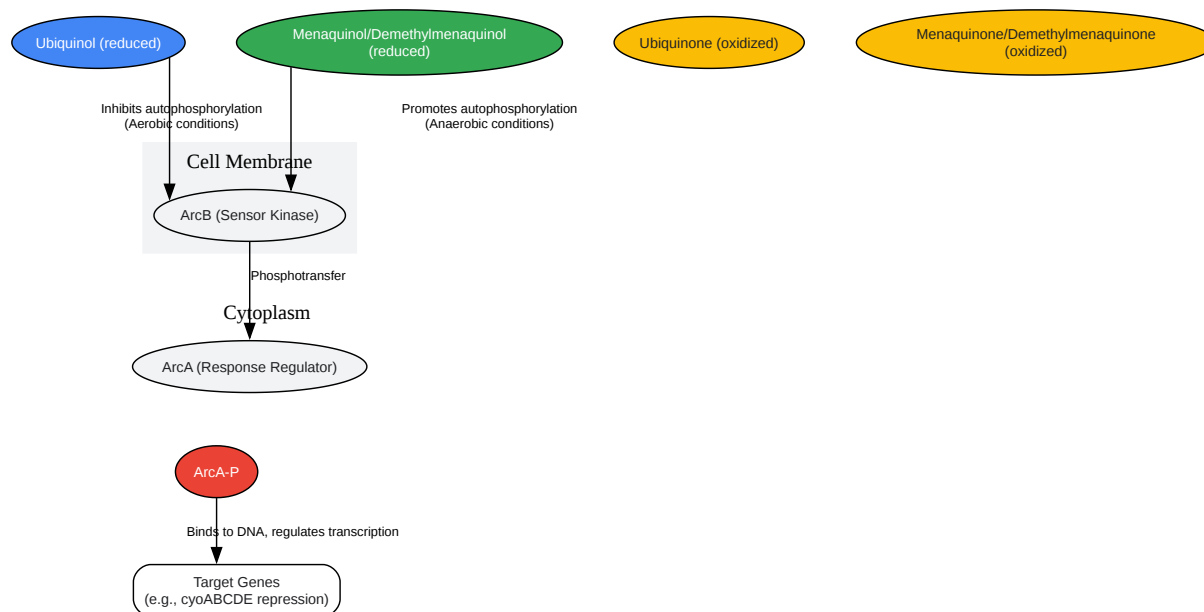 Ubiquinol (reduced)
Menaquinol/Demethylmenaquinol
(reduced)
Ubiquinone (oxidized)
Menaquinone/Demethylmenaquinone
(oxidized)
Inhibits autophosphorylation
(Aerobic conditions)
Promotes autophosphorylation
(Anaerobic conditions)
Cell Membrane
ArcB (Sensor Kinase)
Phosphotransfer
Cytoplasm
ArcA (Response Regulator)
ArcA-P
Binds to DNA, regulates transcription
Target Genes
(e.g., cyoABCDE repression)